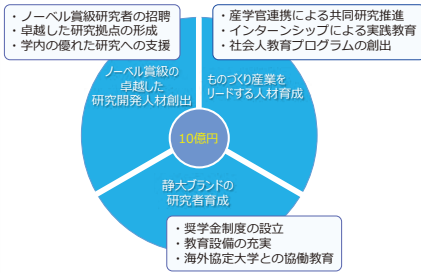 ・ノーベル賞級研究者の招聘
・卓越した研究拠点の形成
・学内の優れた研究への支援
・産学官連携による共同研究推進
・インターンシップによる実践教育
・社会人教育プログラムの創出
ノーベル賞級の
卓越した
研究開発人材創出
ものづくり産業を
リードする人材育成
10億円
静大ブランドの
研究者育成
・奨学金制度の設立
・教育設備の充実
・海外協定大学との協働教育